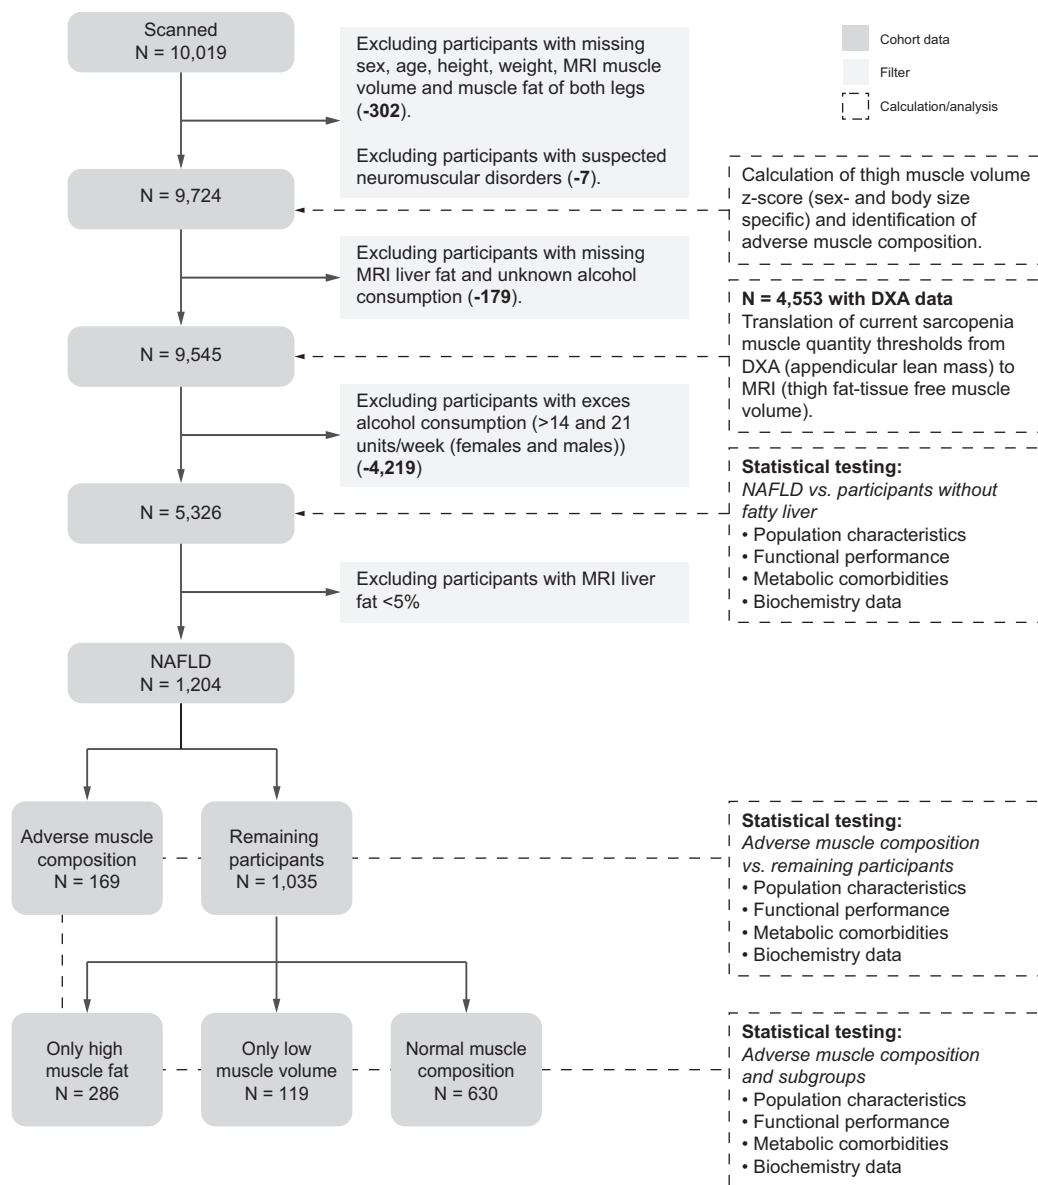 Scanned
N = 10,019
Excluding participants with missing
sex, age, height, weight, MRI muscle
volume and muscle fat of both legs
(-302).
Excluding participants with suspected
neuromuscular disorders (-7).
Cohort data
Filter
Calculation/analysis
N = 9,724
Calculation of thigh muscle volume
z-score (sex- and body size
specific) and identification of
adverse muscle composition.
Excluding participants with missing
MRI liver fat and unknown alcohol
consumption (-179).
N = 9,545
N = 4,553 with DXA data
Translation of current sarcopenia
muscle quantity thresholds from
DXA (appendicular lean mass) to
MRI (thigh fat-tissue free muscle
volume).
Excluding participants with exces
alcohol consumption (>14 and 21
units/week (females and males))
(-4,219)
N = 5,326
Statistical testing:
NAFLD vs. participants without
fatty liver
• Population characteristics
• Functional performance
• Metabolic comorbidities
• Biochemistry data
Excluding participants with MRI liver
fat <5%
NAFLD
N = 1,204
Adverse muscle
composition
N = 169
Remaining
participants
N = 1,035
Statistical testing:
Adverse muscle composition
vs. remaining participants
• Population characteristics
• Functional performance
• Metabolic comorbidities
• Biochemistry data
Only high
muscle fat
N = 286
Only low
muscle volume
N = 119
Normal muscle
composition
N = 630
Statistical testing:
Adverse muscle composition
and subgroups
• Population characteristics
• Functional performance
• Metabolic comorbidities
• Biochemistry data